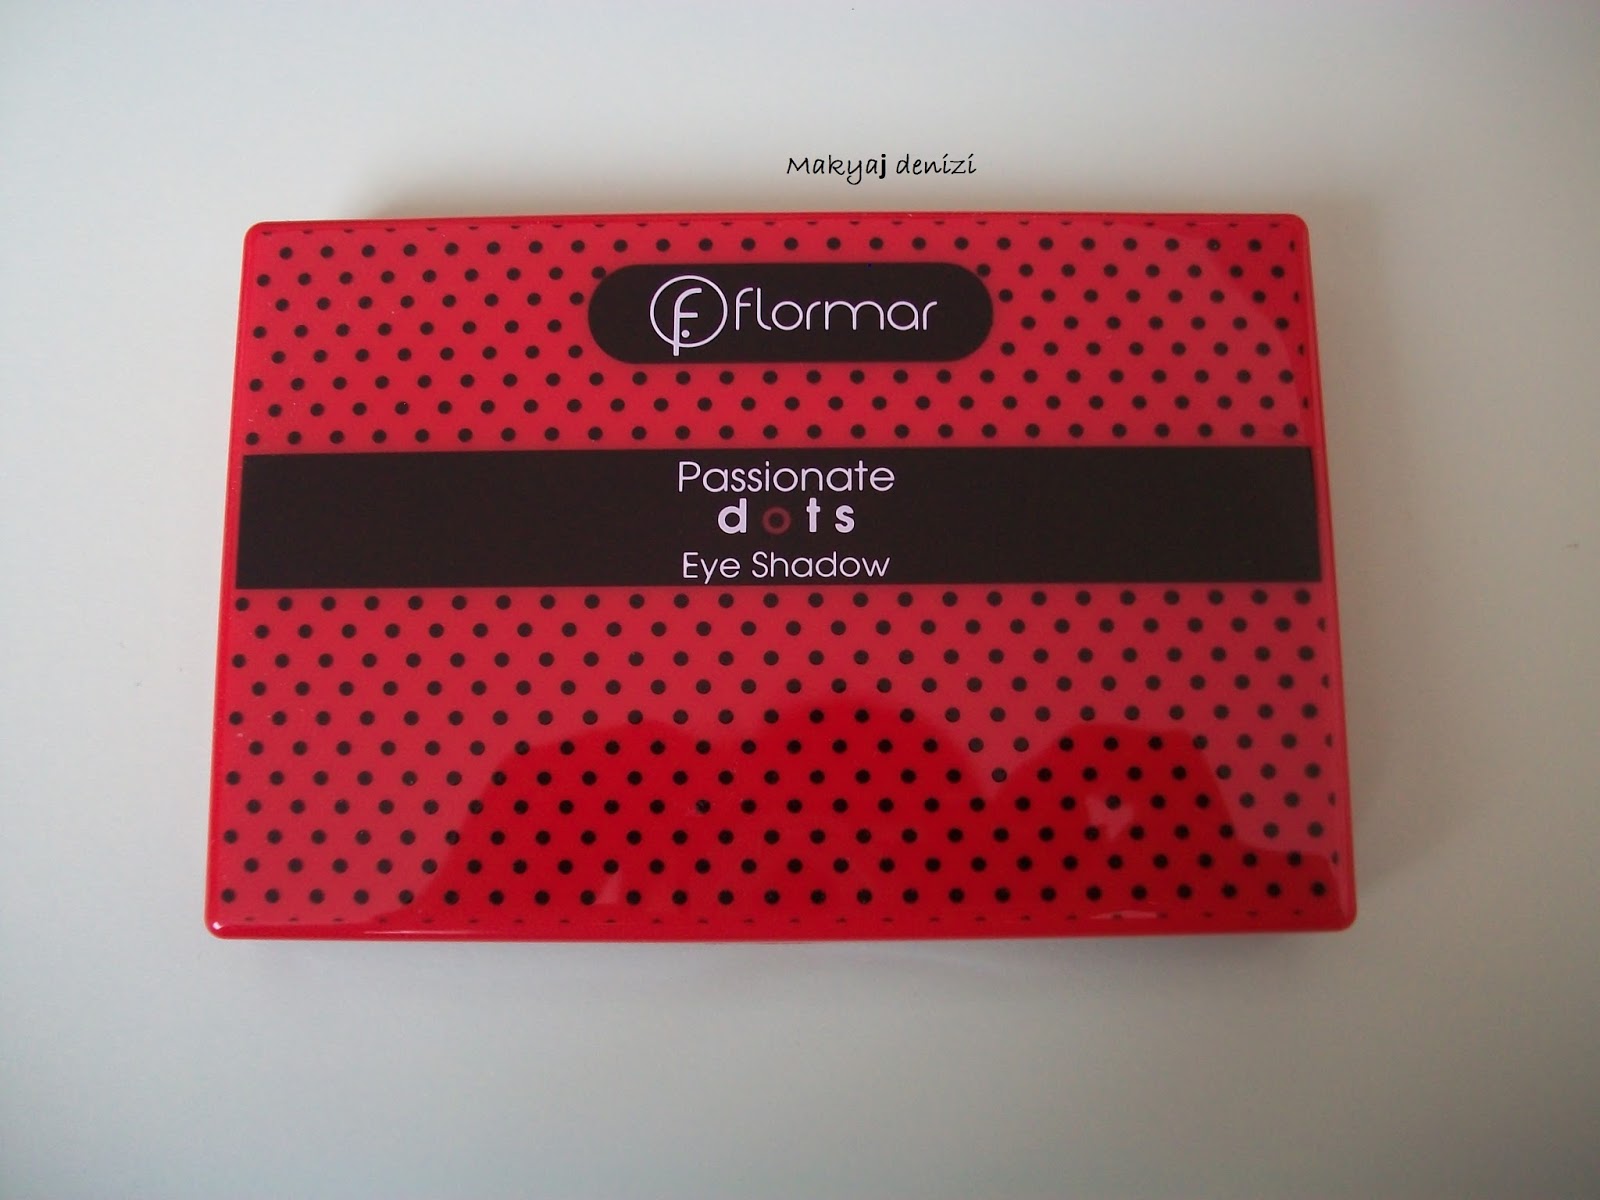 Makyaj denizi
flormar
Passionate
dots
Eye Shadow